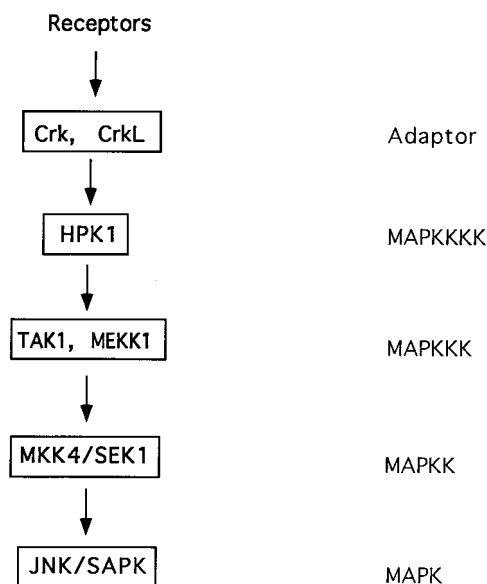 Receptors
Crk, CrkL Adaptor
HPK1 MAPKKKK
TAK1, MEKK1 MAPKKK
MKK4/SEK1 MAPKK
JNK/SAPK MAPK